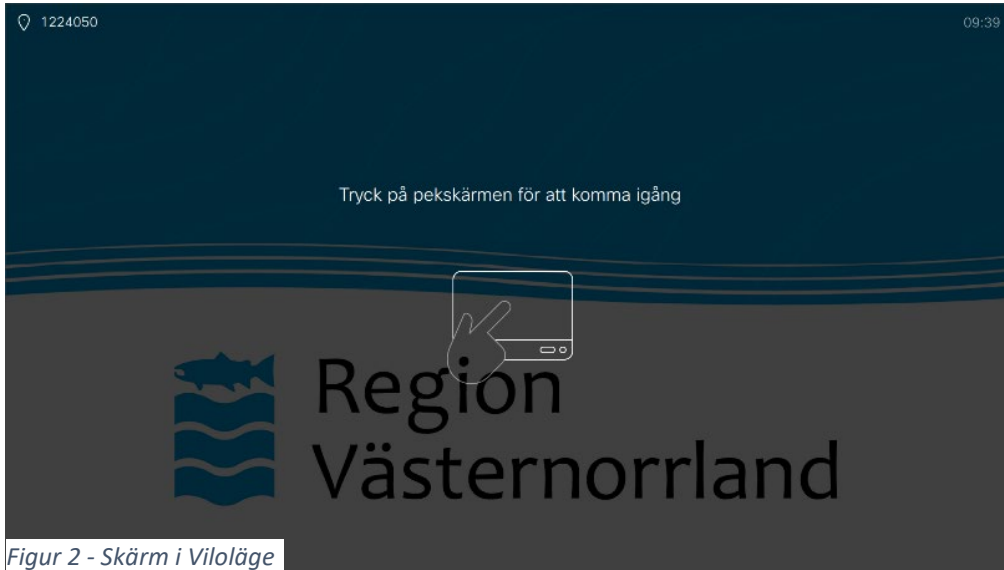 1224050
09:39
Tryck på pekskärmen för att komma igång
Region
Västernorrland
Figur 2 - Skärm i Viloläge